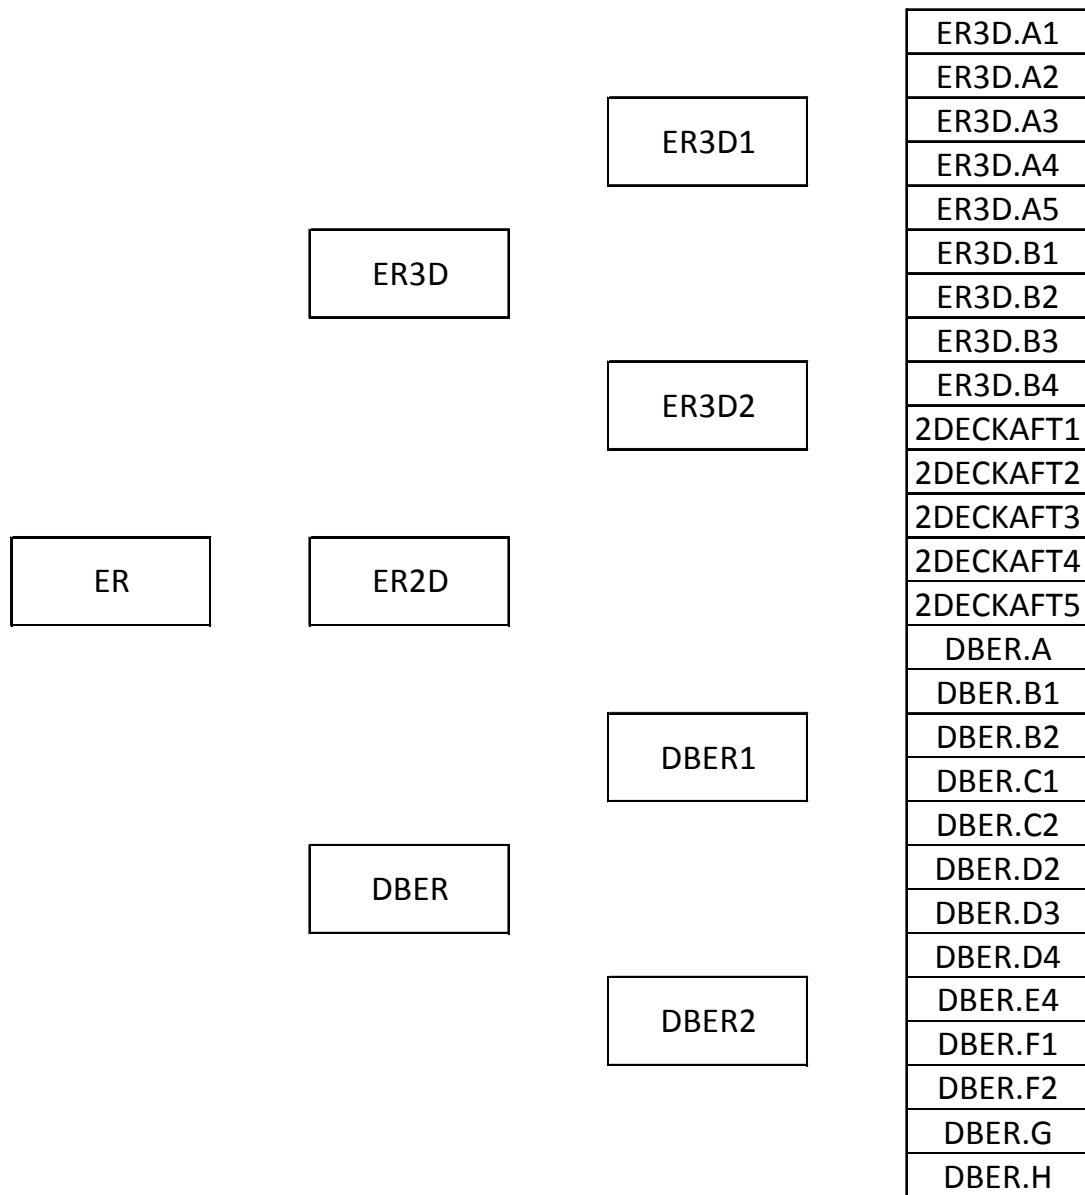 ER
ER3D
ER2D
DBER
ER3D1
ER3D2
DBER1
DBER2
ER3D.A1
ER3D.A2
ER3D.A3
ER3D.A4
ER3D.A5
ER3D.B1
ER3D.B2
ER3D.B3
ER3D.B4
2DECKAFT1
2DECKAFT2
2DECKAFT3
2DECKAFT4
2DECKAFT5
DBER.A
DBER.B1
DBER.B2
DBER.C1
DBER.C2
DBER.D2
DBER.D3
DBER.D4
DBER.E4
DBER.F1
DBER.F2
DBER.G
DBER.H